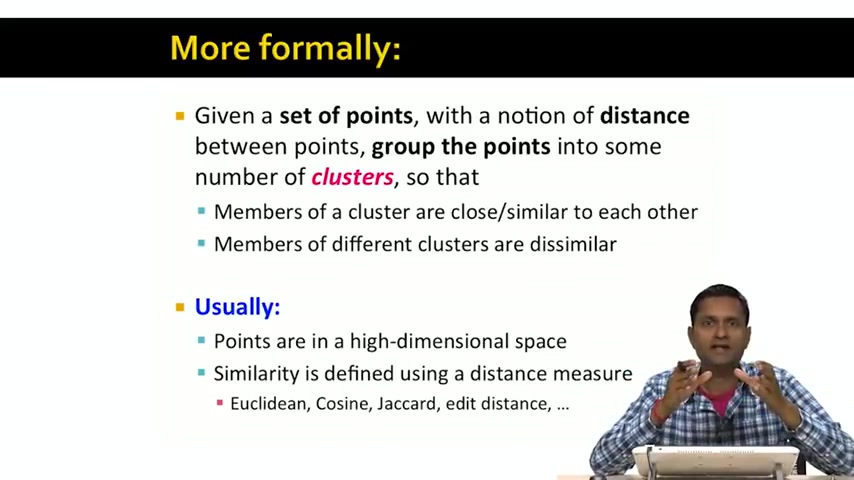 More formally:
Given a set of points, with a notion of distance
between points, group the points into some
number of clusters, so that
Members of a cluster are close/similar to each other
Members of different clusters are dissimilar
Usually:
Points are in a high-dimensional space
Similarity is defined using a distance measure
Euclidean, Cosine, Jaccard, edit distance, ...